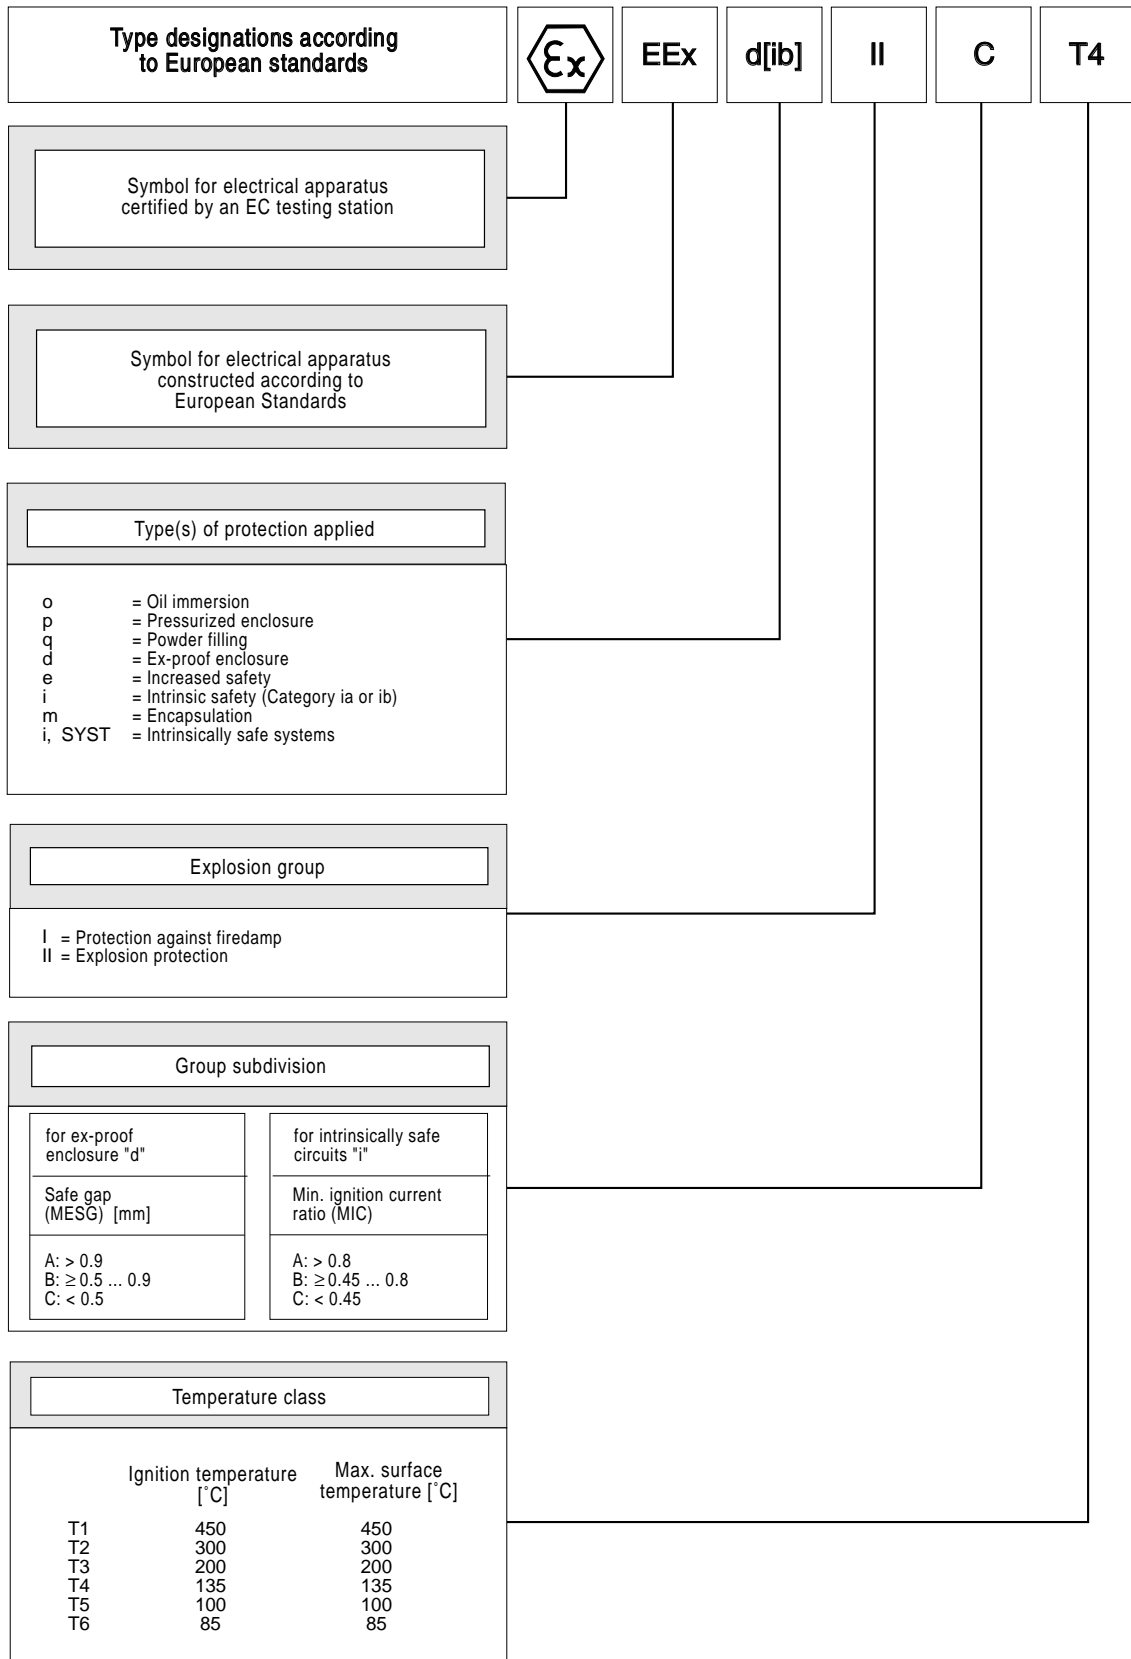 Type designations according
to European standards
Ex
EEx
d[ib]
II
C
T4
Symbol for electrical apparatus
certified by an EC testing station
Symbol for electrical apparatus
constructed according to
European Standards
Type(s) of protection applied
o = Oil immersion
p = Pressurized enclosure
q = Powder filling
d = Ex-proof enclosure
e = Increased safety
i = Intrinsic safety (Category ia or ib)
m = Encapsulation
i, SYST = Intrinsically safe systems
Explosion group
I = Protection against firedamp
II = Explosion protection
Group subdivision
for ex-proof
enclosure "d"
Safe gap
(MESG) [mm]
A: > 0.9
B: ≥ 0.5 ... 0.9
C: < 0.5
for intrinsically safe
circuits "i"
Min. ignition current
ratio (MIC)
A: > 0.8
B: ≥ 0.45 ... 0.8
C: < 0.45
Temperature class
Ignition temperature
[˚C]
Max. surface
temperature [˚C]
T1 450 450
T2 300 300
T3 200 200
T4 135 135
T5 100 100
T6 85 85